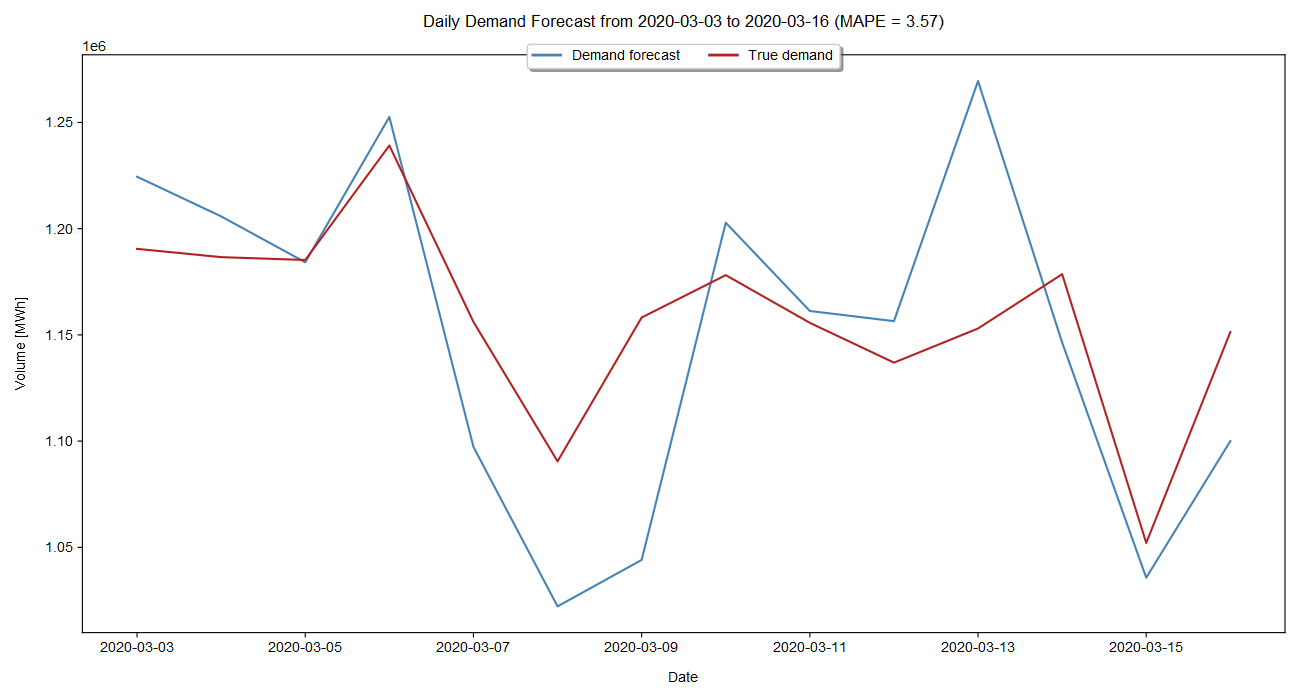 Daily Demand Forecast from 2020-03-03 to 2020-03-16 (MAPE = 3.57)
1e6
Demand forecast True demand
1.25
1.20
1.15
1.10
1.05
Volume [MWh]
2020-03-03 2020-03-05 2020-03-07 2020-03-09 2020-03-11 2020-03-13 2020-03-15
Date